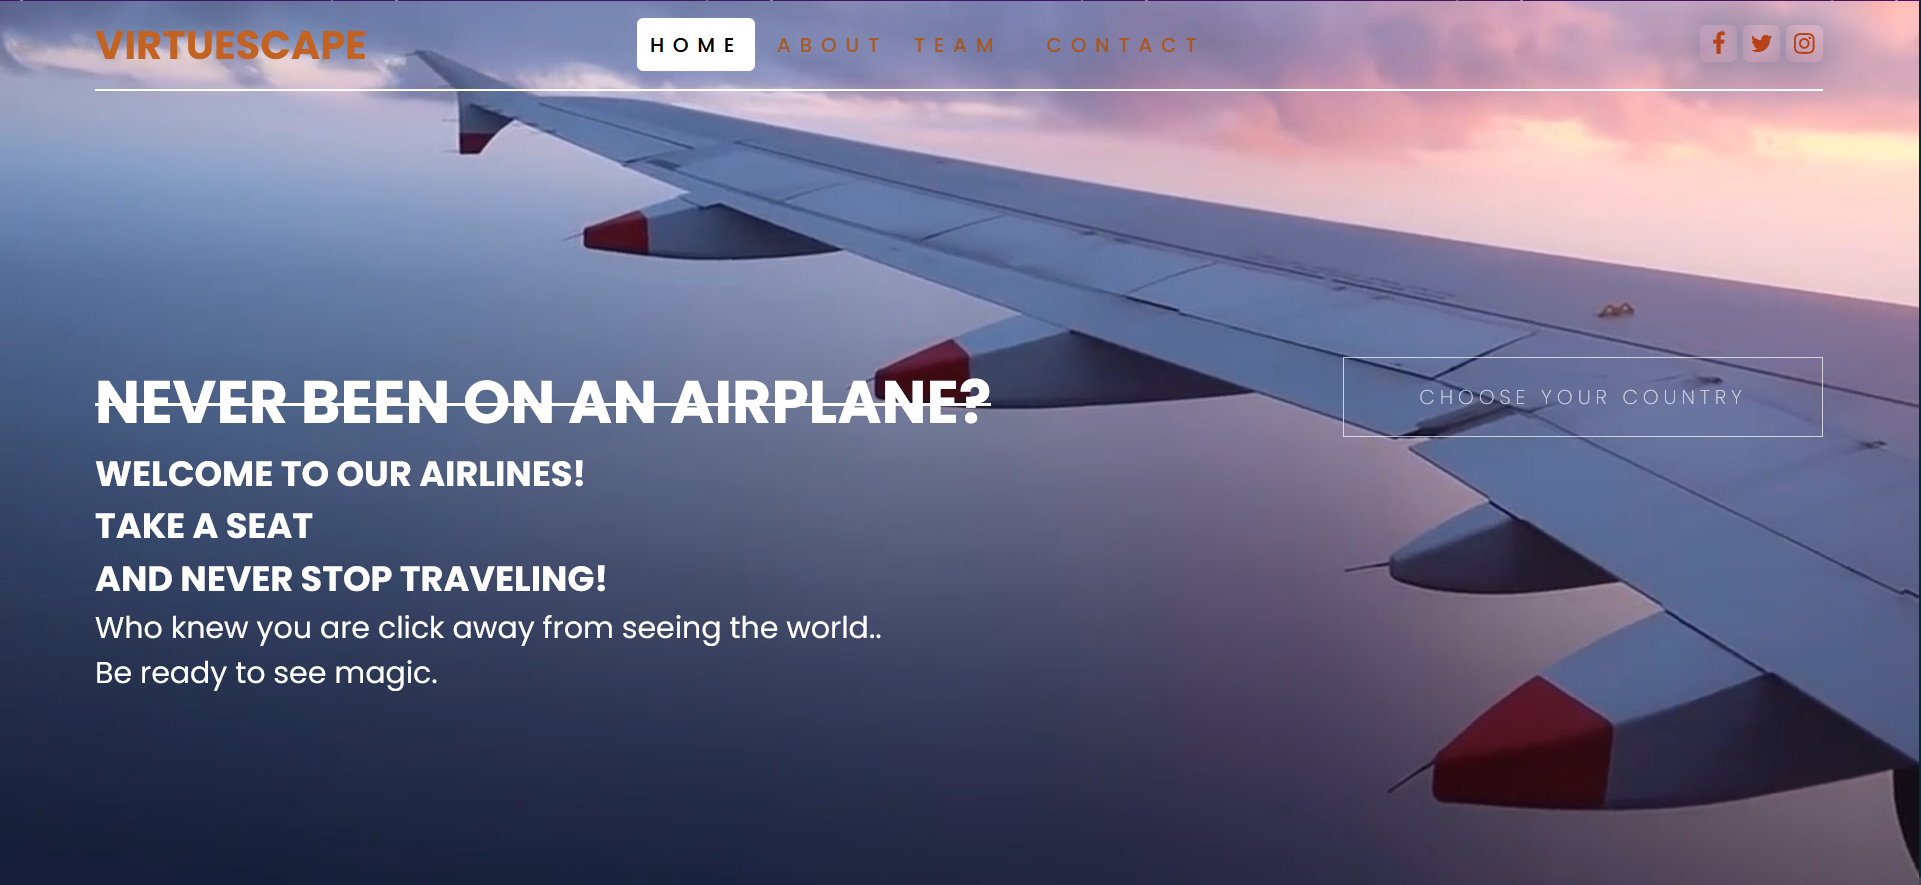 VIRTUESCAPE
HOME ABOUT TEAM CONTACT
NEVER BEEN ON AN AIRPLANE?
CHOOSE YOUR COUNTRY
WELCOME TO OUR AIRLINES!
TAKE A SEAT
AND NEVER STOP TRAVELING!
Who knew you are click away from seeing the world..
Be ready to see magic.